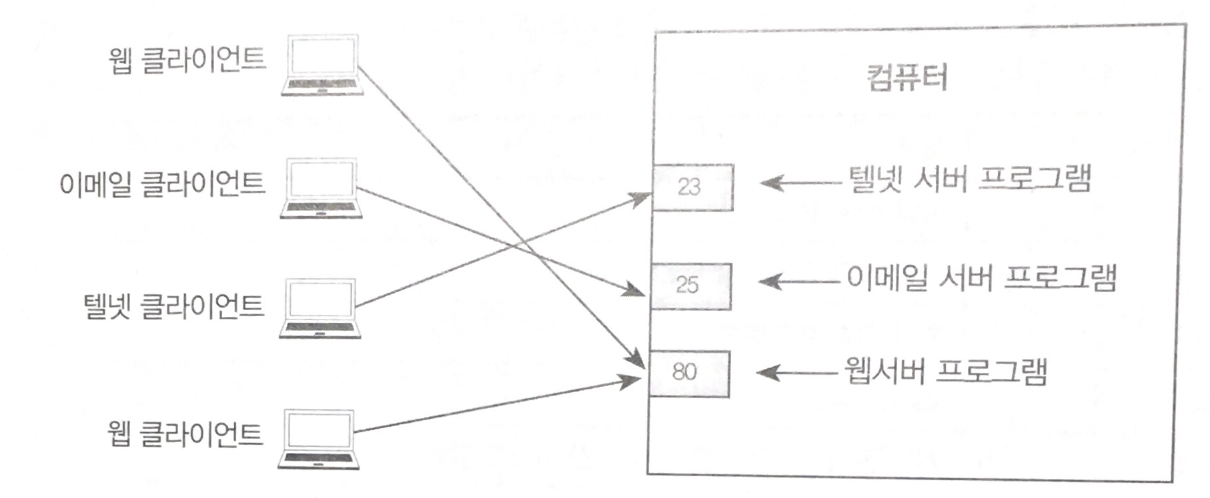 웹 클라이언트
컴퓨터
이메일 클라이언트
23
텔넷 서버 프로그램
25
이메일 서버 프로그램
텔넷 클라이언트
80
웹서버 프로그램
웹 클라이언트